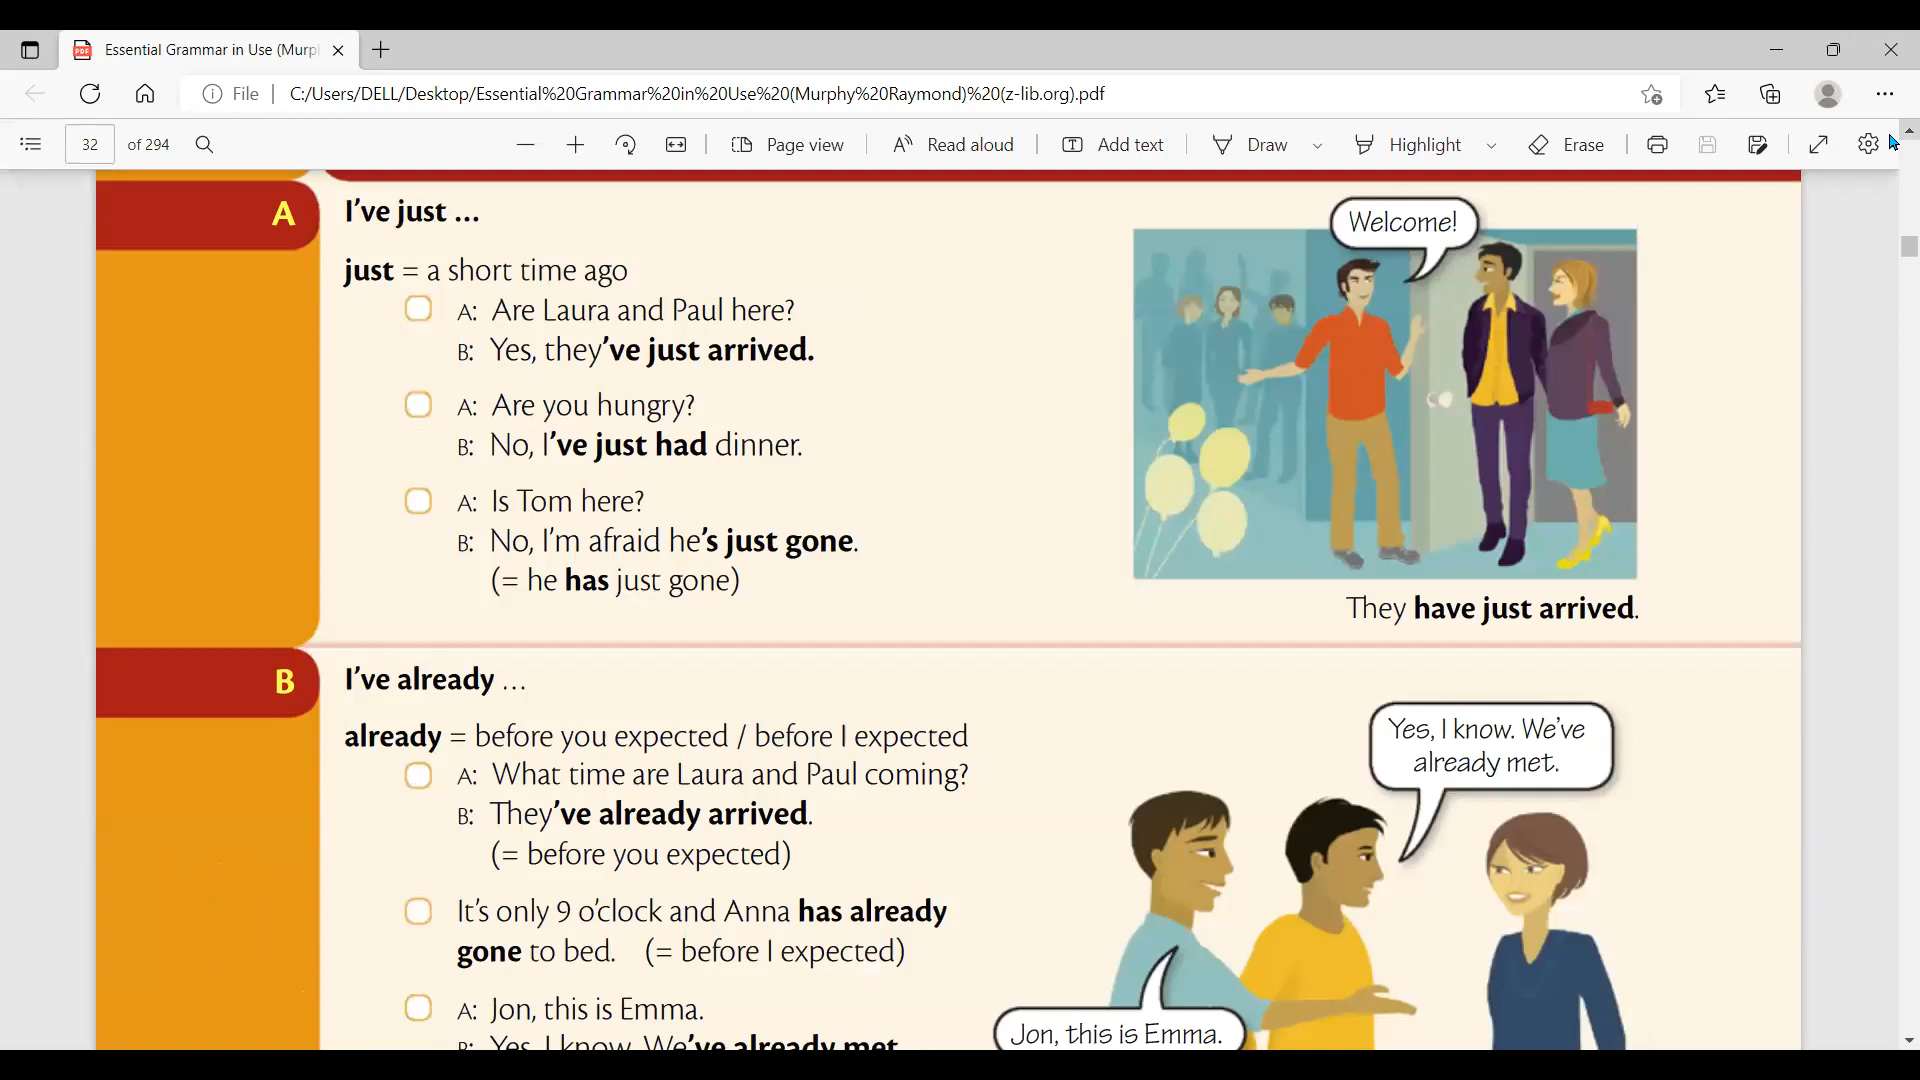 Essential Grammar in Use (Murp
File
C:/Users/DELL/Desktop/Essential%20Grammar%20in%20Use%20(Murphy%20Raymond)%20(z-lib.org).pdf
32 of 294
Page view
Read aloud
Add text
Draw
Highlight
Erase
A
I've just ...
just = a short time ago
A: Are Laura and Paul here?
B: Yes, they've just arrived.
A: Are you hungry?
B: No, I've just had dinner.
A: Is Tom here?
B: No, I'm afraid he's just gone.
(= he has just gone)
Welcome!
They have just arrived.
B
I've already ...
already = before you expected / before I expected
A: What time are Laura and Paul coming?
B: They've already arrived.
(= before you expected)
It's only 9 o'clock and Anna has already
gone to bed. (= before I expected)
A: Jon, this is Emma.
B: Yes, I know. We've already met.
Yes, I know. We've
already met.
Jon, this is Emma.